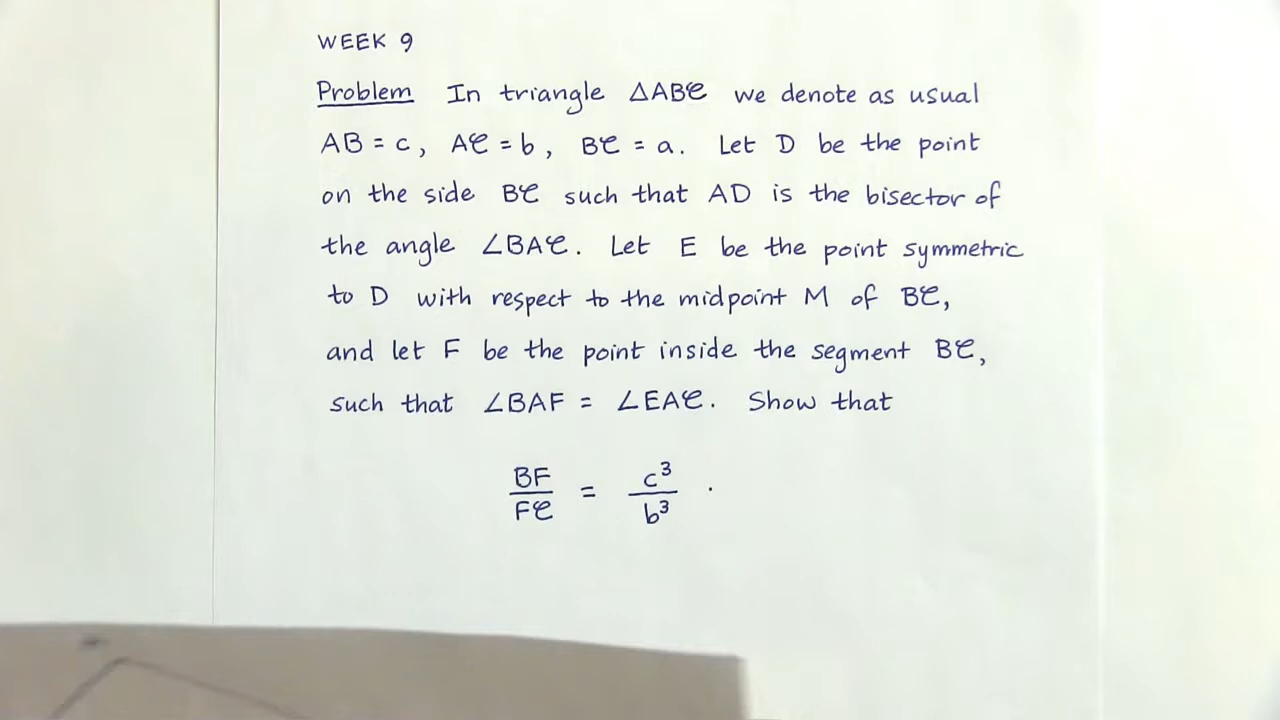 WEEK 9
Problem In triangle ΔABC we denote as usual
AB = c, AC = b, BC = a. Let D be the point
on the side BC such that AD is the bisector of
the angle ∠BAC. Let E be the point symmetric
to D with respect to the midpoint M of BC,
and let F be the point inside the segment BC,
such that ∠BAF = ∠EAC. Show that
BF/FC = c³/b³ .